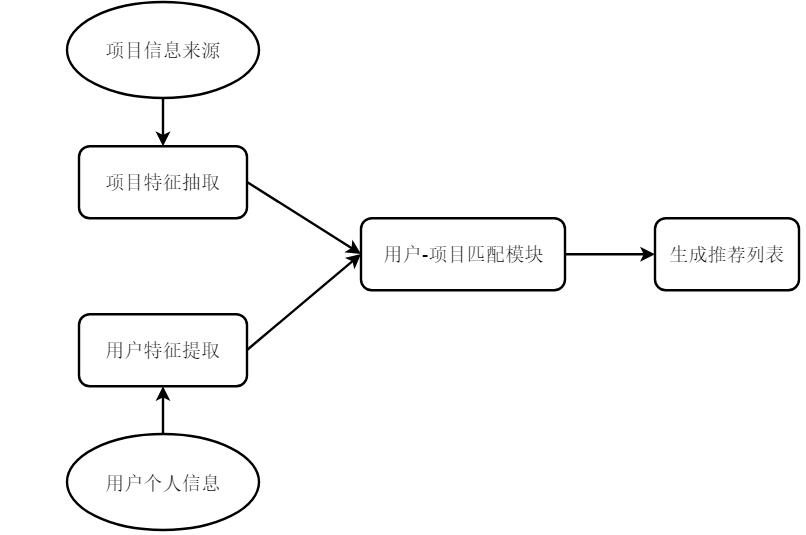 项目信息来源
项目特征抽取
用户-项目匹配模块
生成推荐列表
用户特征提取
用户个人信息